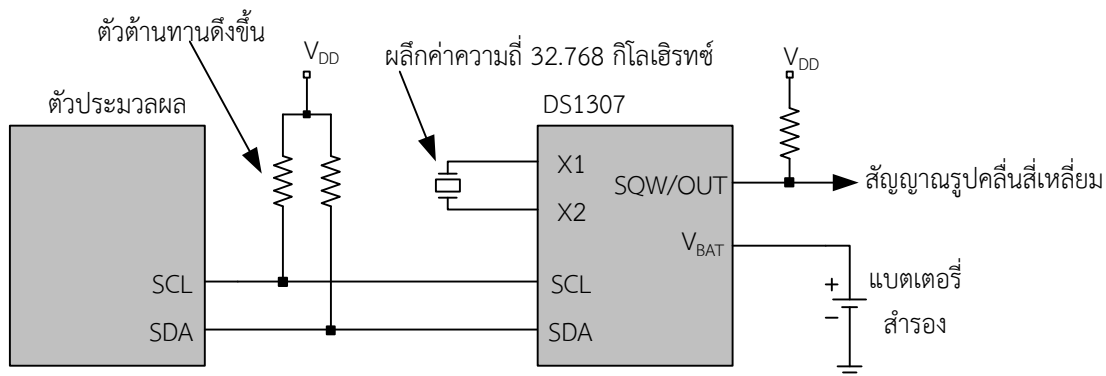 ตัวต้านทานดึงขึ้น
V_DD
ผลึกค่าความถี่ 32.768 กิโลเฮิรทซ์
V_DD
ตัวประมวลผล
DS1307
X1
X2
SQW/OUT
สัญญาณรูปคลื่นสี่เหลี่ยม
V_BAT
SCL
SCL
+
แบตเตอรี่
−
สำรอง
SDA
SDA